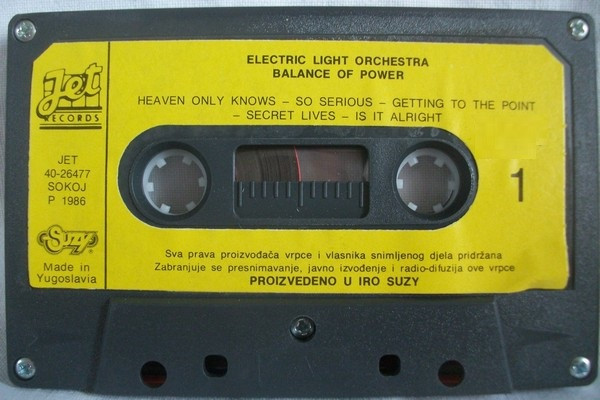 ELECTRIC LIGHT ORCHESTRA
BALANCE OF POWER
HEAVEN ONLY KNOWS – SO SERIOUS – GETTING TO THE POINT
– SECRET LIVES – IS IT ALRIGHT
Jet
RECORDS
JET
40-26477
SOKOJ
P 1986
Suzy
Made in
Yugoslavia
1
Sva prava proizvođača vrpce i vlasnika snimljenog djela pridržana
Zabranjuje se presnimavanje, javno izvođenje i radio-difuzija ove vrpce
PROIZVEDENO U IRO SUZY